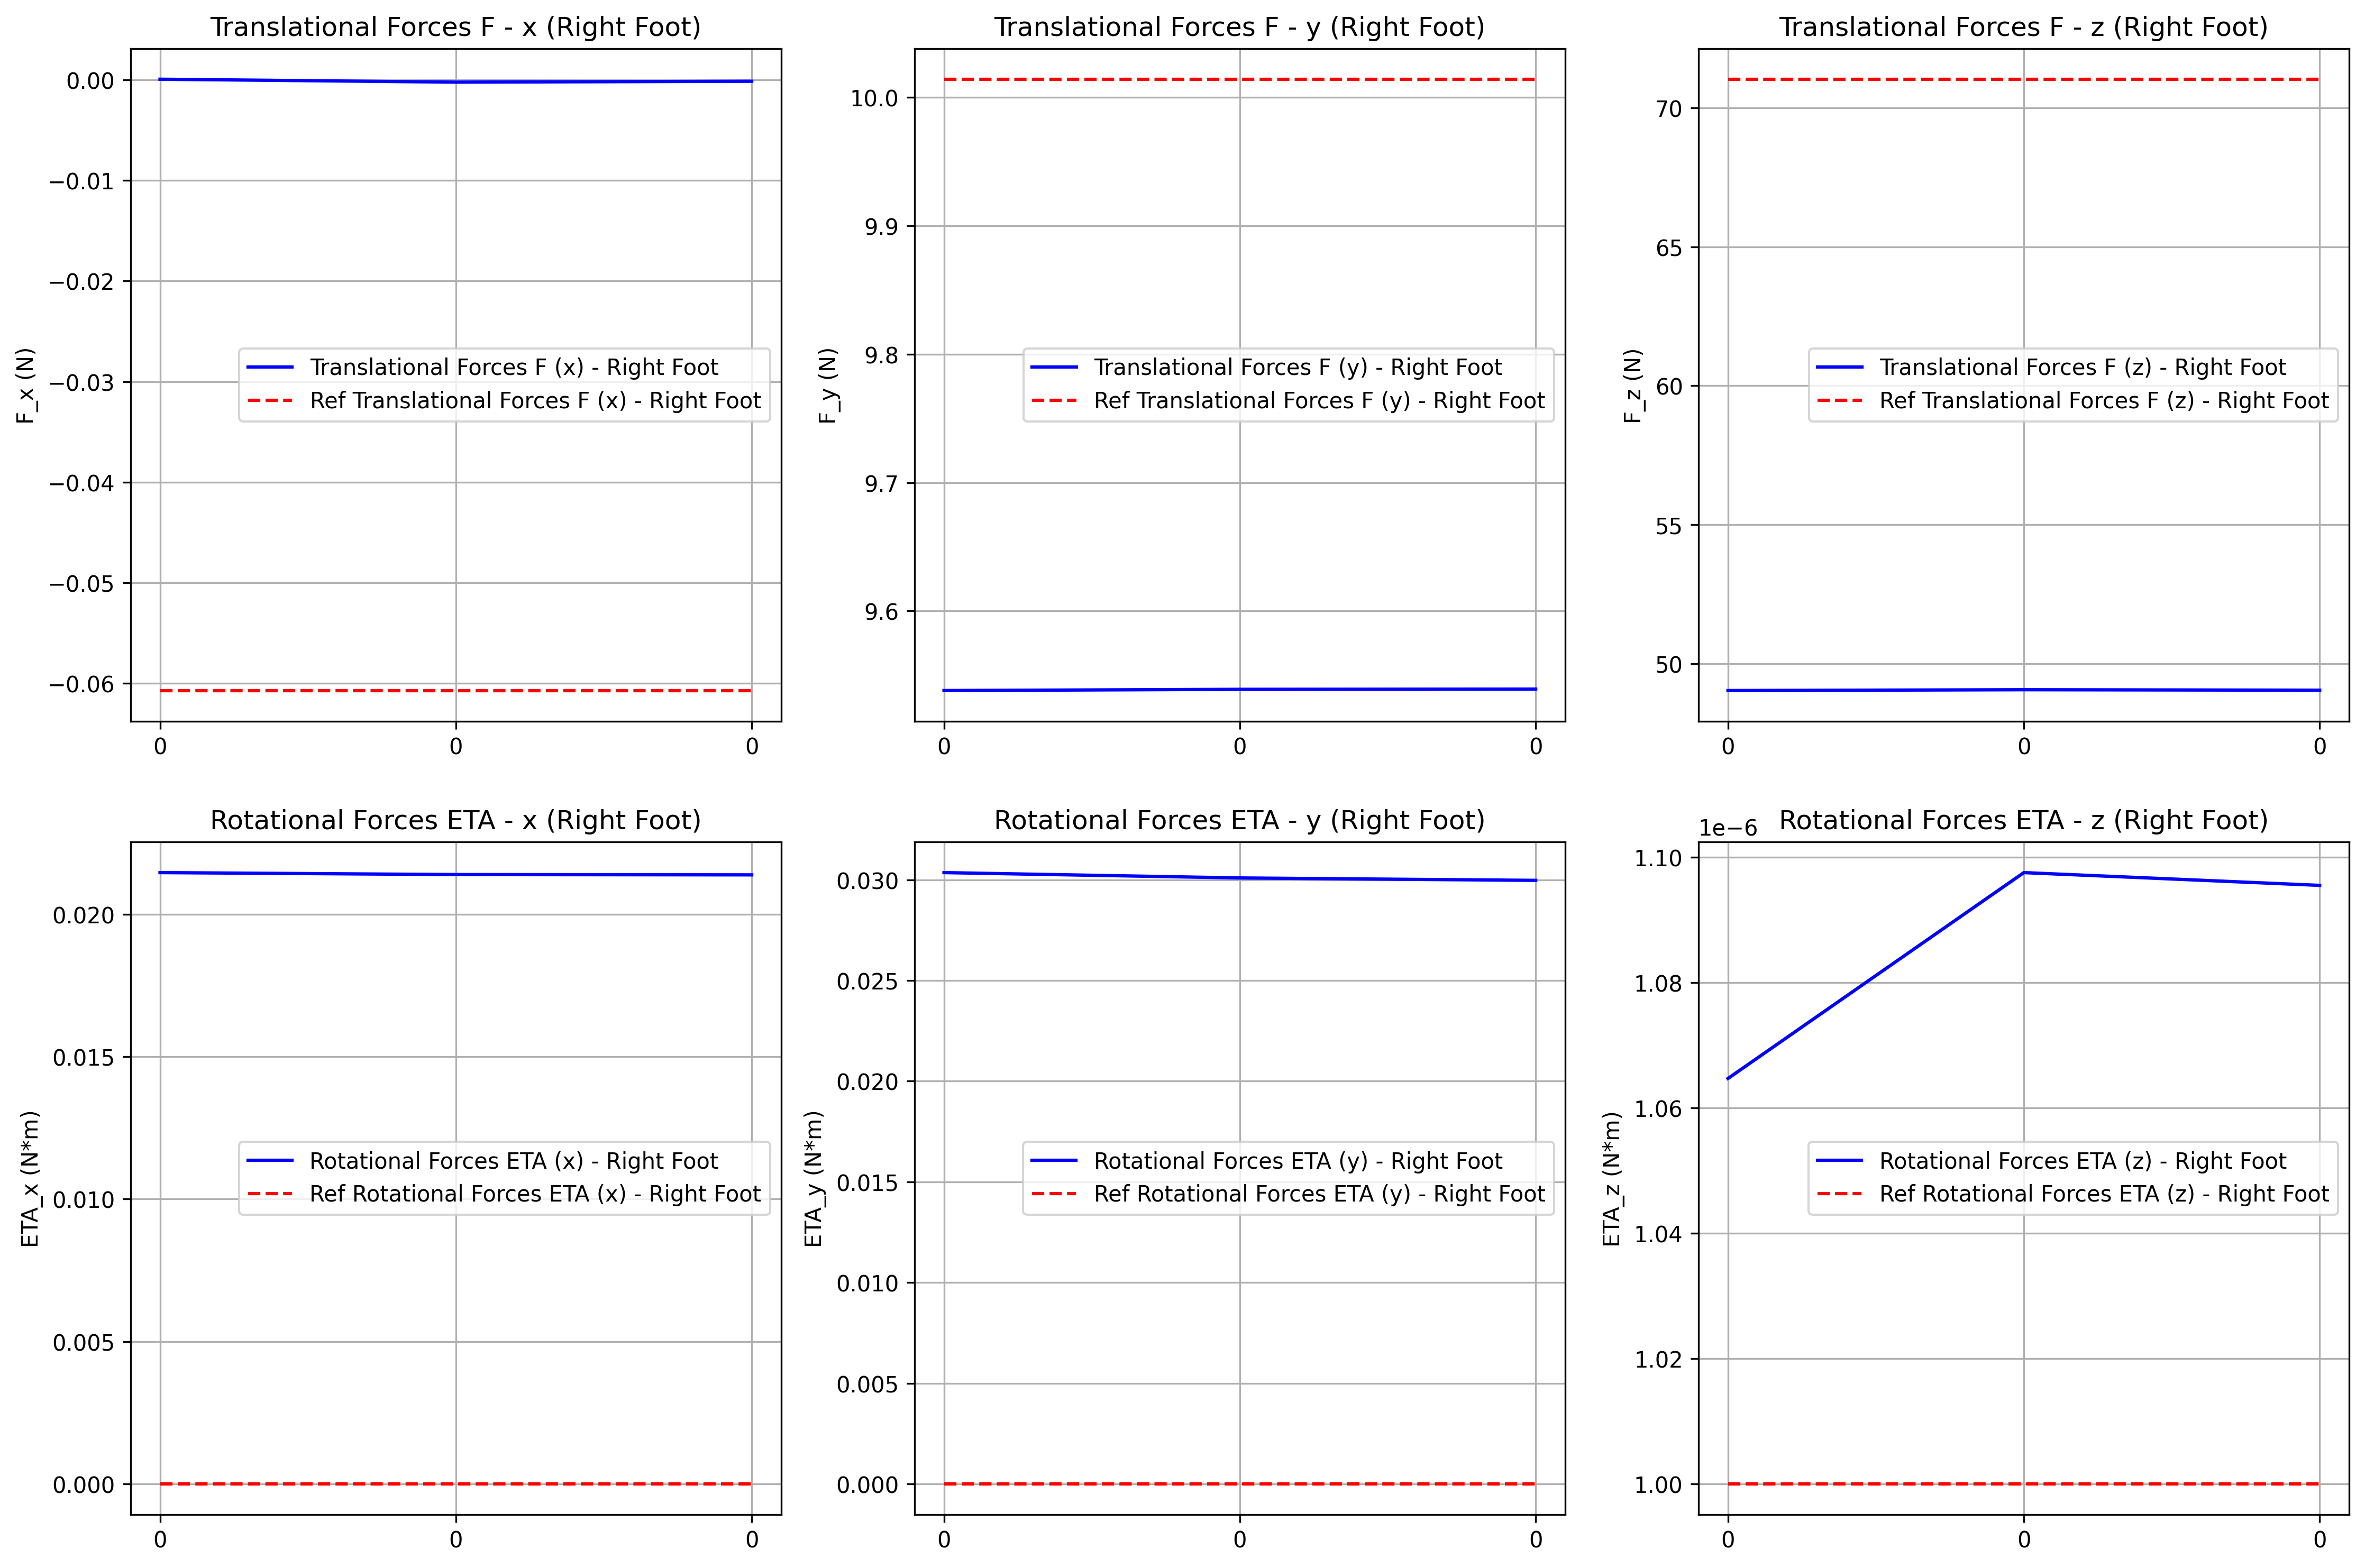 Translational Forces F - x (Right Foot)
F_x (N)
0.00
−0.01
−0.02
−0.03
−0.04
−0.05
−0.06
Translational Forces F (x) - Right Foot
Ref Translational Forces F (x) - Right Foot
0 0 0
Translational Forces F - y (Right Foot)
F_y (N)
10.0
9.9
9.8
9.7
9.6
Translational Forces F (y) - Right Foot
Ref Translational Forces F (y) - Right Foot
0 0 0
Translational Forces F - z (Right Foot)
F_z (N)
70
65
60
55
50
Translational Forces F (z) - Right Foot
Ref Translational Forces F (z) - Right Foot
0 0 0
Rotational Forces ETA - x (Right Foot)
ETA_x (N*m)
0.020
0.015
0.010
0.005
0.000
Rotational Forces ETA (x) - Right Foot
Ref Rotational Forces ETA (x) - Right Foot
0 0 0
Rotational Forces ETA - y (Right Foot)
ETA_y (N*m)
0.030
0.025
0.020
0.015
0.010
0.005
0.000
Rotational Forces ETA (y) - Right Foot
Ref Rotational Forces ETA (y) - Right Foot
0 0 0
Rotational Forces ETA - z (Right Foot)
1e−6
ETA_z (N*m)
1.10
1.08
1.06
1.04
1.02
1.00
Rotational Forces ETA (z) - Right Foot
Ref Rotational Forces ETA (z) - Right Foot
0 0 0